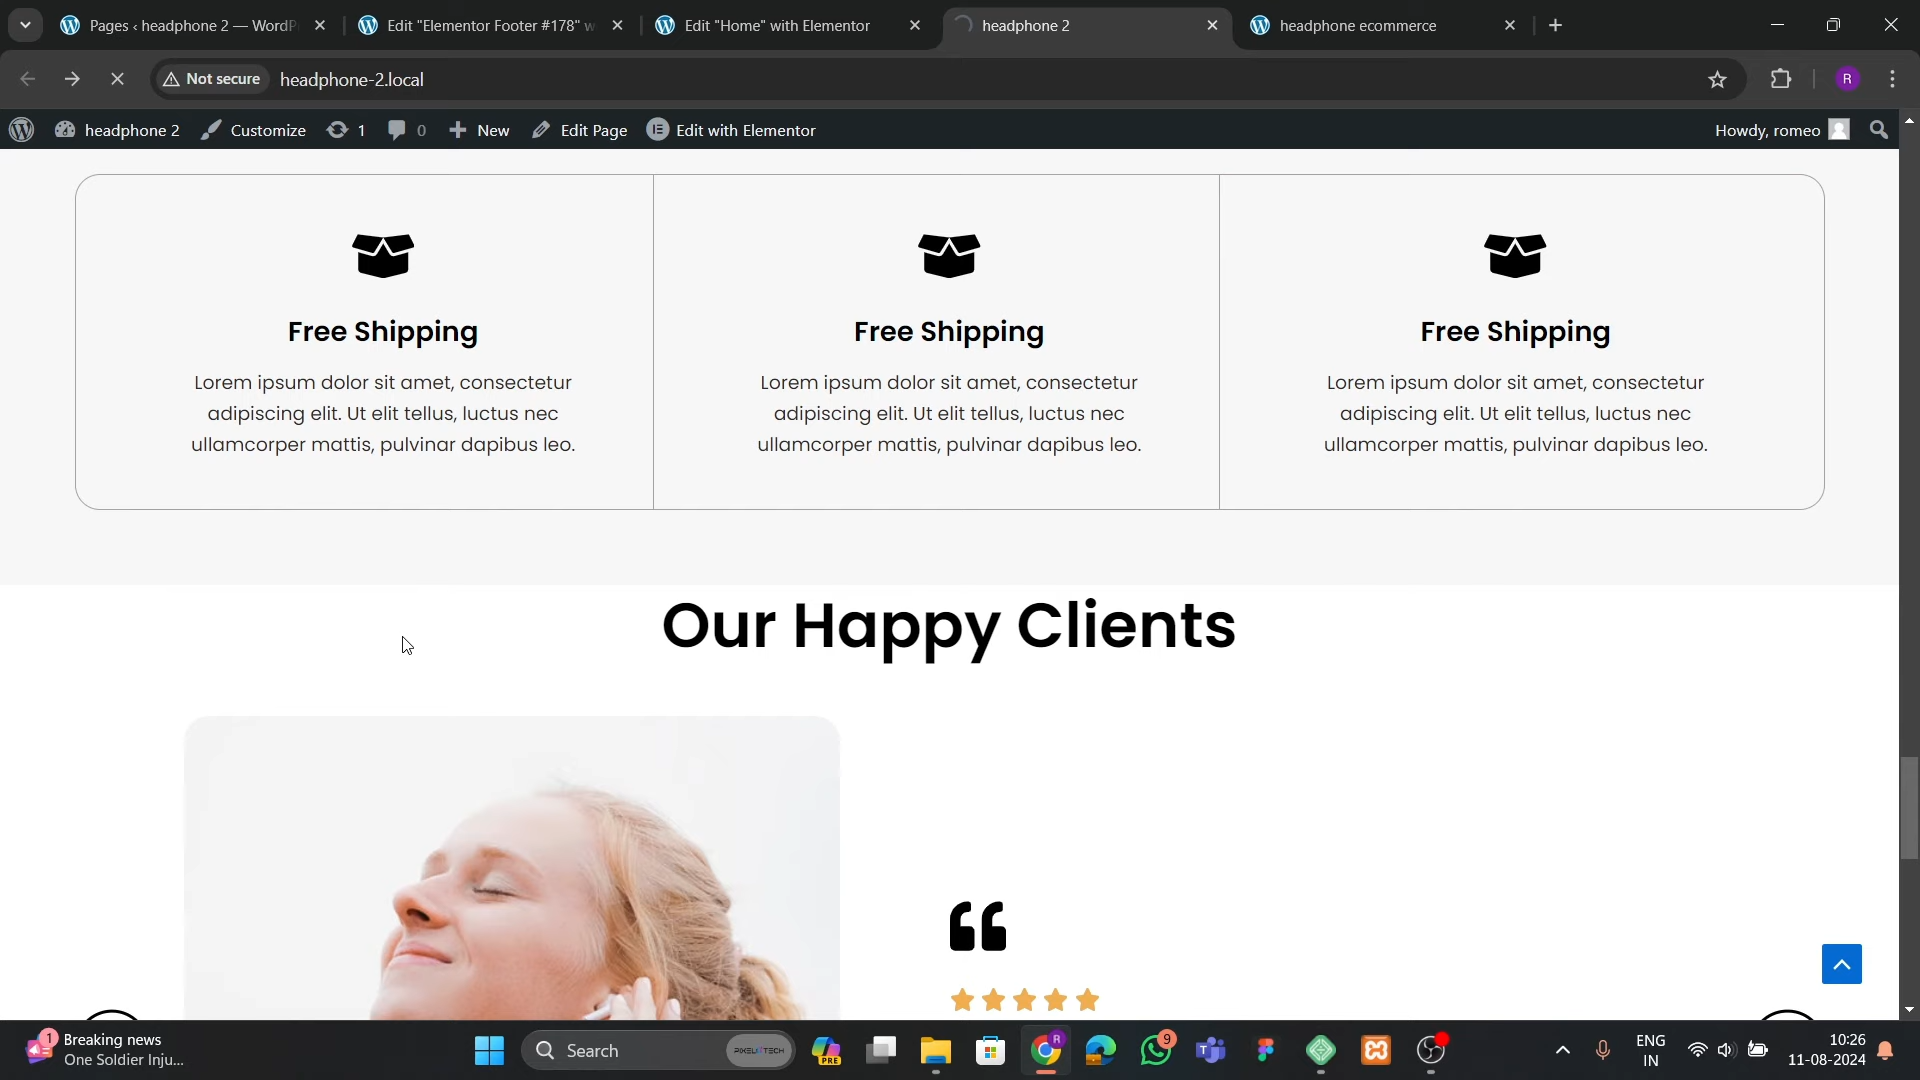 Pages ‹ headphone 2 — WordP
Edit "Elementor Footer #178" w
Edit "Home" with Elementor
headphone 2
headphone ecommerce
Not secure
headphone-2.local
R
headphone 2
Customize
1
0
New
Edit Page
Edit with Elementor
Howdy, romeo
Free Shipping
Free Shipping
Free Shipping
Lorem ipsum dolor sit amet, consectetur
adipiscing elit. Ut elit tellus, luctus nec
ullamcorper mattis, pulvinar dapibus leo.
Lorem ipsum dolor sit amet, consectetur
adipiscing elit. Ut elit tellus, luctus nec
ullamcorper mattis, pulvinar dapibus leo.
Lorem ipsum dolor sit amet, consectetur
adipiscing elit. Ut elit tellus, luctus nec
ullamcorper mattis, pulvinar dapibus leo.
Our Happy Clients
1
Breaking news
One Soldier Inju...
Search
PRE
R
9
ENG
IN
10:26
11-08-2024